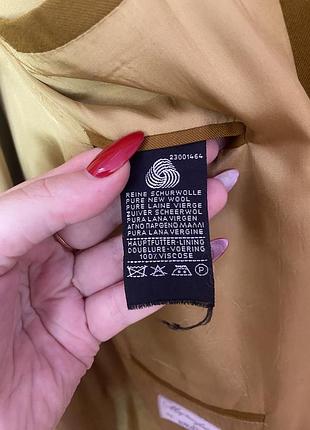 23001464
REINE SCHURWOLLE
PURE NEW WOOL
PURE LAINE VIERGE
ZUIVER SCHEERWOL
PURA LANA VIRGEN
ΑΓΝΟ ΠΑΡΘΕΝΟ ΜΑΛΛΙ
PURA LANA VERGINE
HAUPTFUTTER-LINING
DOUBLURE-VOERING
100% VISCOSE
P